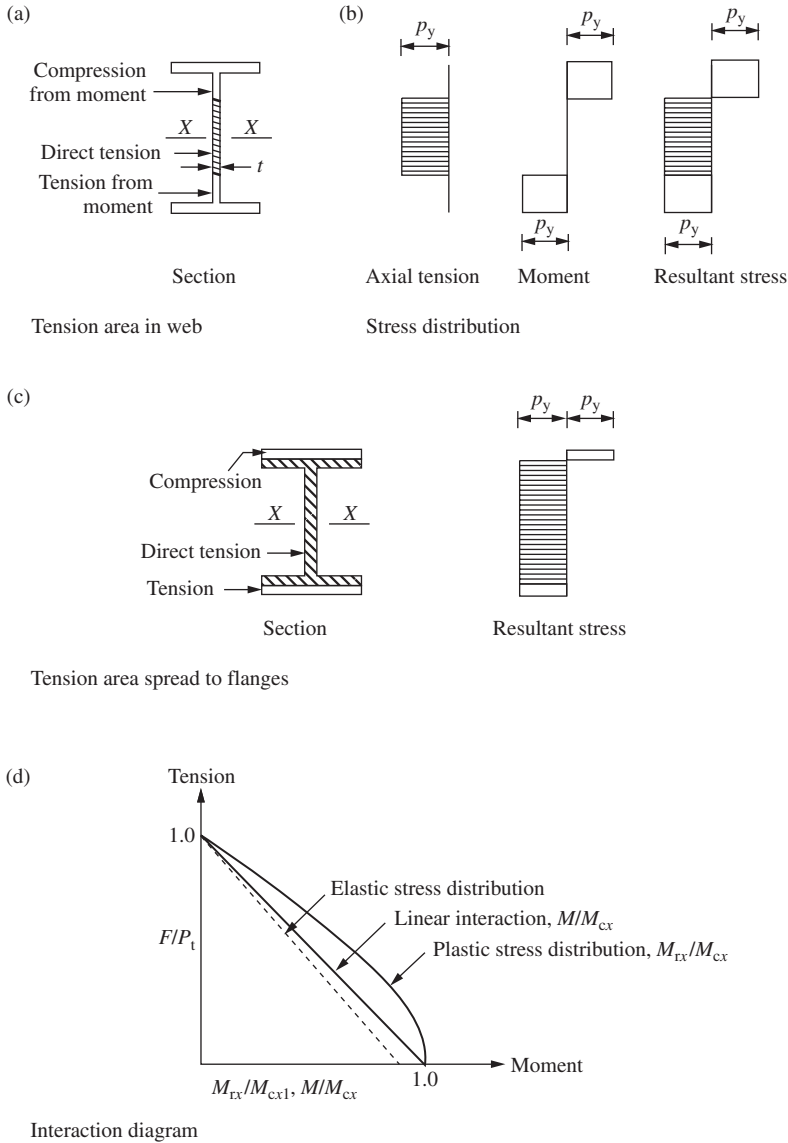 (a)
Compression
from moment
X X
Direct tension
t
Tension from
moment
Section
Tension area in web
(b)
p_y
p_y
p_y
p_y
p_y
Axial tension Moment Resultant stress
Stress distribution
(c)
Compression
X X
Direct tension
Tension
Section
p_y p_y
Resultant stress
Tension area spread to flanges
(d)
Tension
1.0
Elastic stress distribution
Linear interaction, M/M_cx
F/P_t
Plastic stress distribution, M_rx/M_cx
Moment
1.0
M_rx/M_cx1, M/M_cx
Interaction diagram